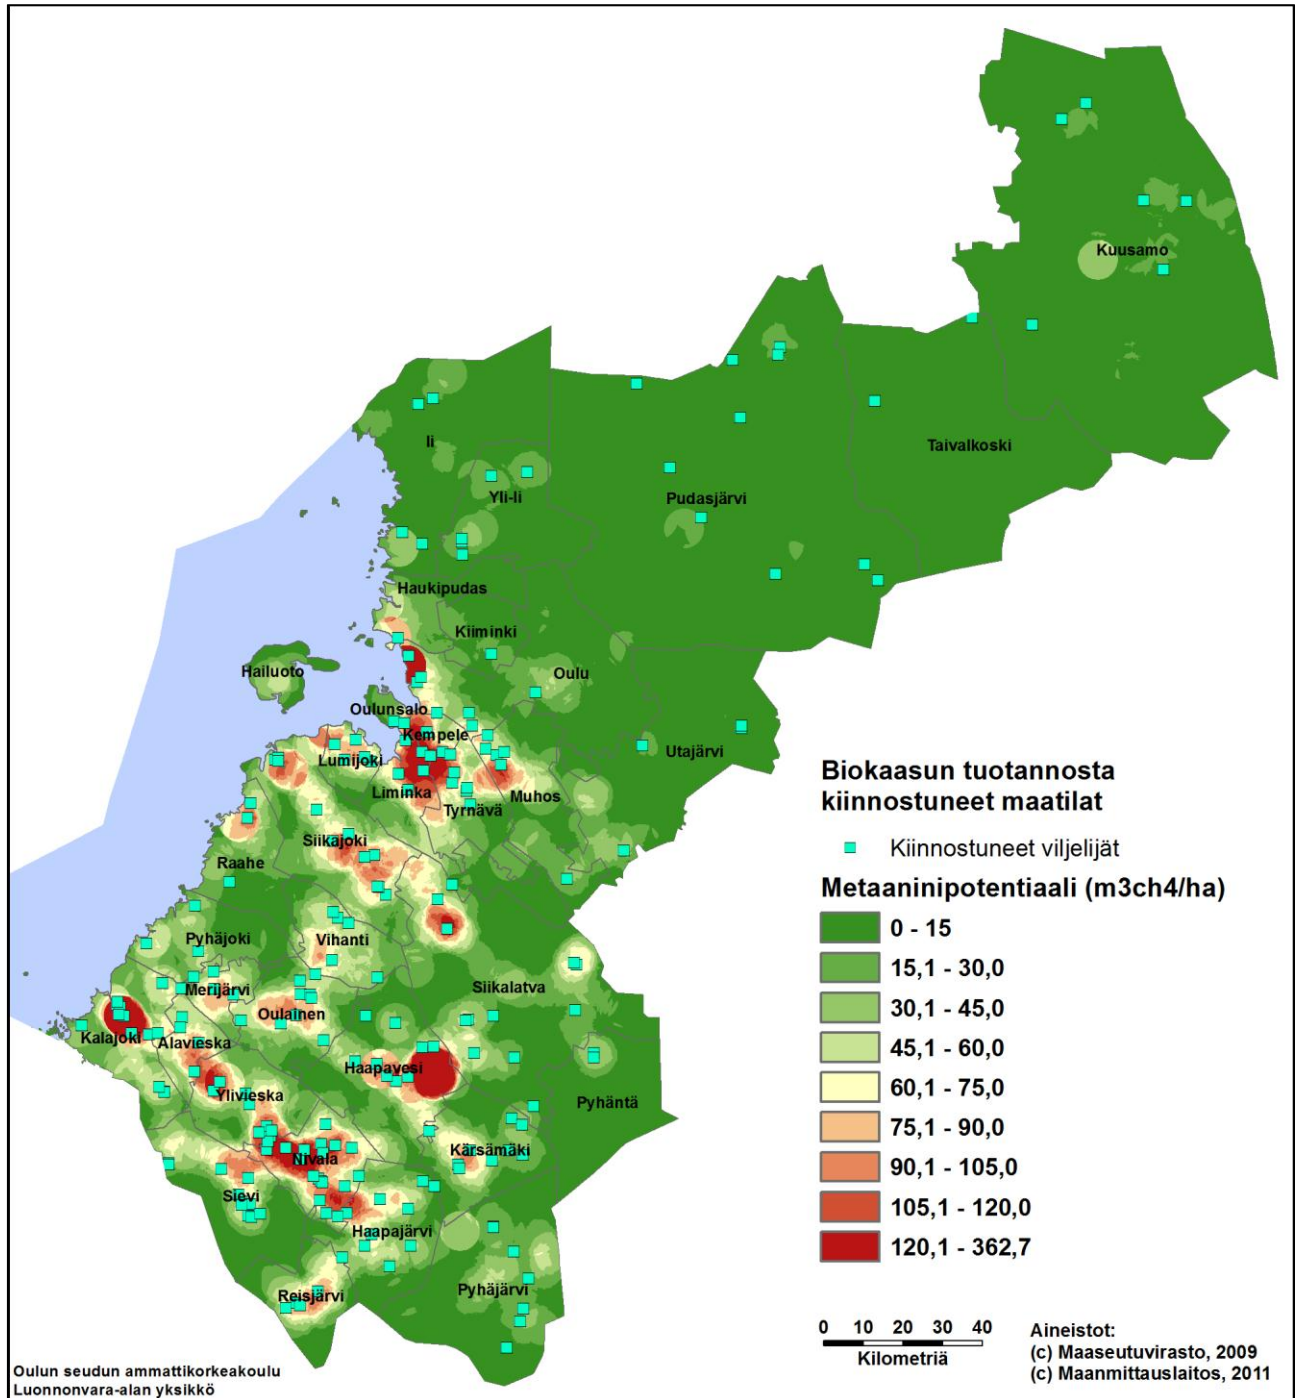 Kuusamo
Taivalkoski
Ii
Yli-Ii
Pudasjärvi
Haukipudas
Kiiminki
Oulu
Hailuoto
Oulunsalo
Kempele
Utajärvi
Lumijoki
Liminka
Tyrnävä
Muhos
Siikajoki
Raahe
Pyhäjoki
Vihanti
Siikalatva
Merijärvi
Oulainen
Kalajoki
Alavieska
Haapavesi
Ylivieska
Pyhäntä
Nivala
Kärsämäki
Sievi
Haapajärvi
Reisjärvi
Pyhäjärvi
Biokaasun tuotannosta
kiinnostuneet maatilat
Kiinnostuneet viljelijät
Metaaninipotentiaali (m3ch4/ha)
0 - 15
15,1 - 30,0
30,1 - 45,0
45,1 - 60,0
60,1 - 75,0
75,1 - 90,0
90,1 - 105,0
105,1 - 120,0
120,1 - 362,7
0 10 20 30 40
Kilometriä
Aineistot:
(c) Maaseutuvirasto, 2009
(c) Maanmittauslaitos, 2011
Oulun seudun ammattikorkeakoulu
Luonnonvara-alan yksikkö